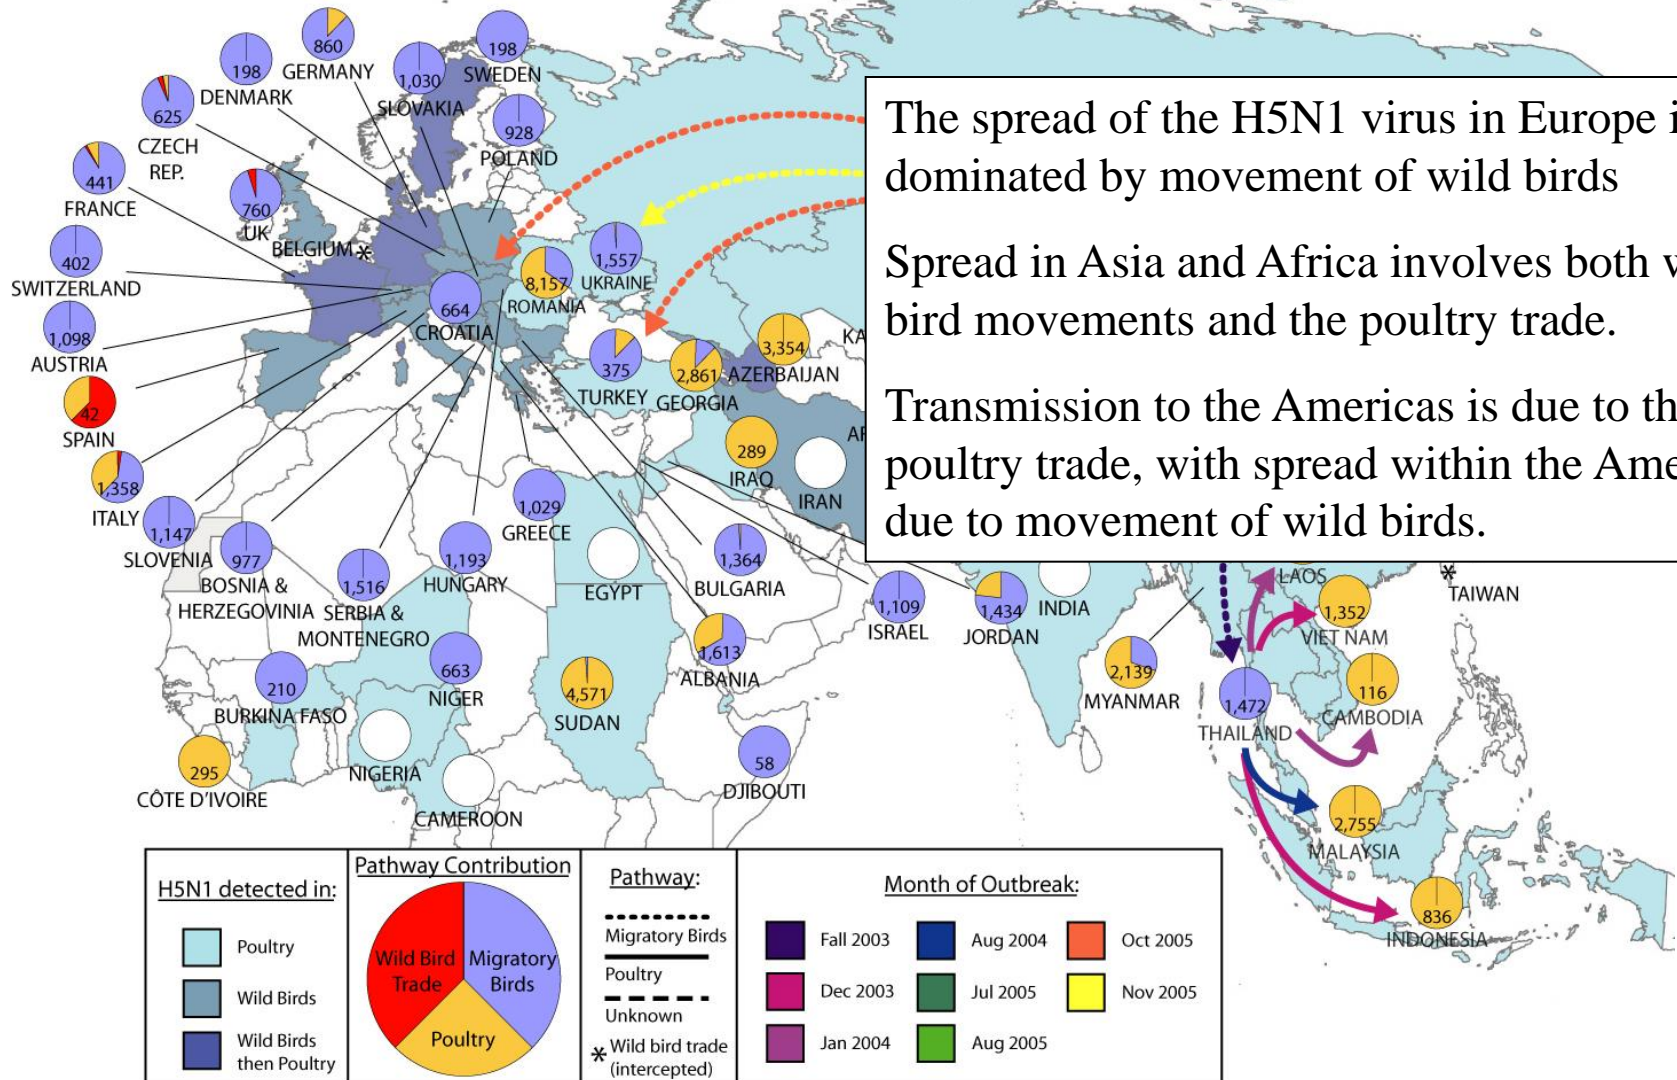 860
GERMANY
198
DENMARK
1,030
SLOVAKIA
198
SWEDEN
625
CZECH
REP.
928
POLAND
441
FRANCE
760
UK
BELGIUM *
402
SWITZERLAND
1,098
AUSTRIA
42
SPAIN
1,358
ITALY
664
CROATIA
8,157
ROMANIA
1,557
UKRAINE
375
TURKEY
2,861
GEORGIA
3,354
AZERBAIJAN
KA
289
IRAQ
AF
IRAN
The spread of the H5N1 virus in Europe i
dominated by movement of wild birds
Spread in Asia and Africa involves both w
bird movements and the poultry trade.
Transmission to the Americas is due to th
poultry trade, with spread within the Ame
due to movement of wild birds.
1,147
SLOVENIA
977
BOSNIA &
HERZEGOVINIA
1,516
SERBIA &
MONTENEGRO
1,193
HUNGARY
1,029
GREECE
EGYPT
1,364
BULGARIA
1,613
ALBANIA
1,109
ISRAEL
1,434
JORDAN
INDIA
2,139
MYANMAR
LAOS
1,352
VIET NAM
*
TAIWAN
1,472
THAILAND
116
CAMBODIA
2,755
MALAYSIA
836
INDONESIA
210
BURKINA FASO
663
NIGER
4,571
SUDAN
295
CÔTE D'IVOIRE
NIGERIA
CAMEROON
58
DJIBOUTI
H5N1 detected in:
Poultry
Wild Birds
Wild Birds
then Poultry
Pathway Contribution
Wild Bird
Trade
Migratory
Birds
Poultry
Pathway:
Migratory Birds
Poultry
Unknown
* Wild bird trade
(intercepted)
Month of Outbreak:
Fall 2003
Dec 2003
Jan 2004
Aug 2004
Jul 2005
Aug 2005
Oct 2005
Nov 2005